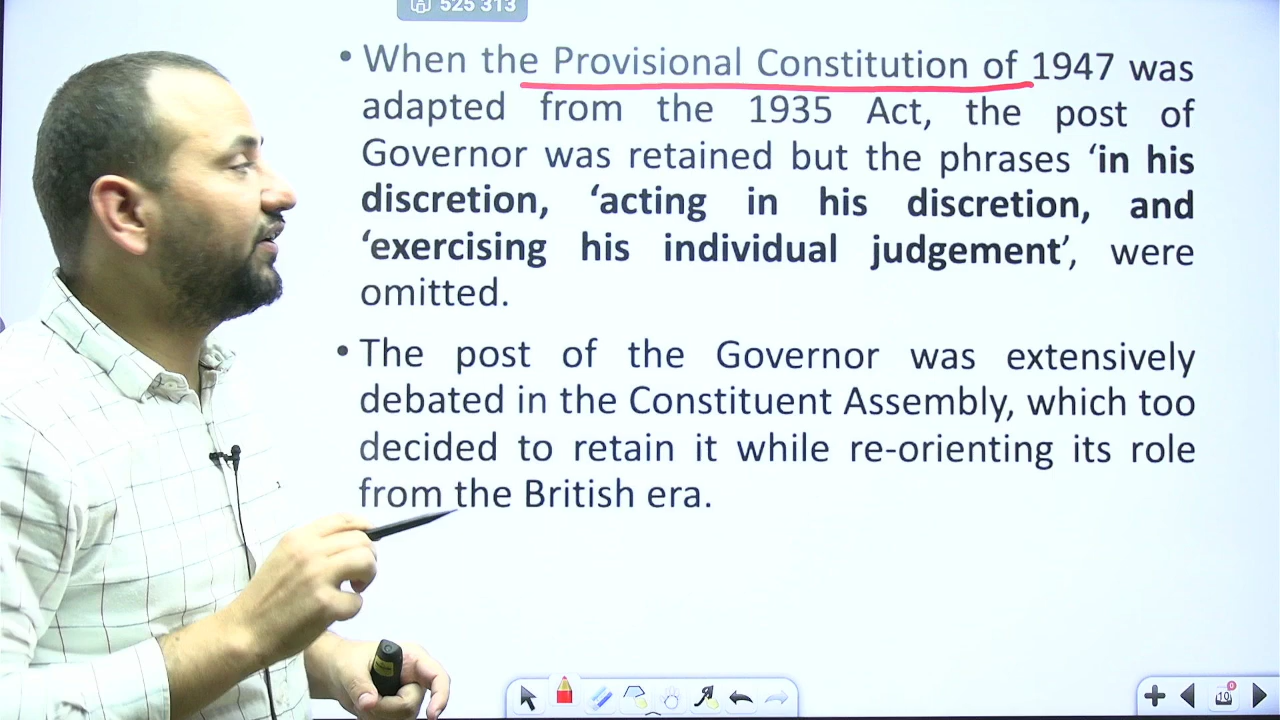 525 313
• When the Provisional Constitution of 1947 was
adapted from the 1935 Act, the post of
Governor was retained but the phrases ‘in his
discretion, ‘acting in his discretion, and
‘exercising his individual judgement’, were
omitted.
• The post of the Governor was extensively
debated in the Constituent Assembly, which too
decided to retain it while re-orienting its role
from the British era.
10
0